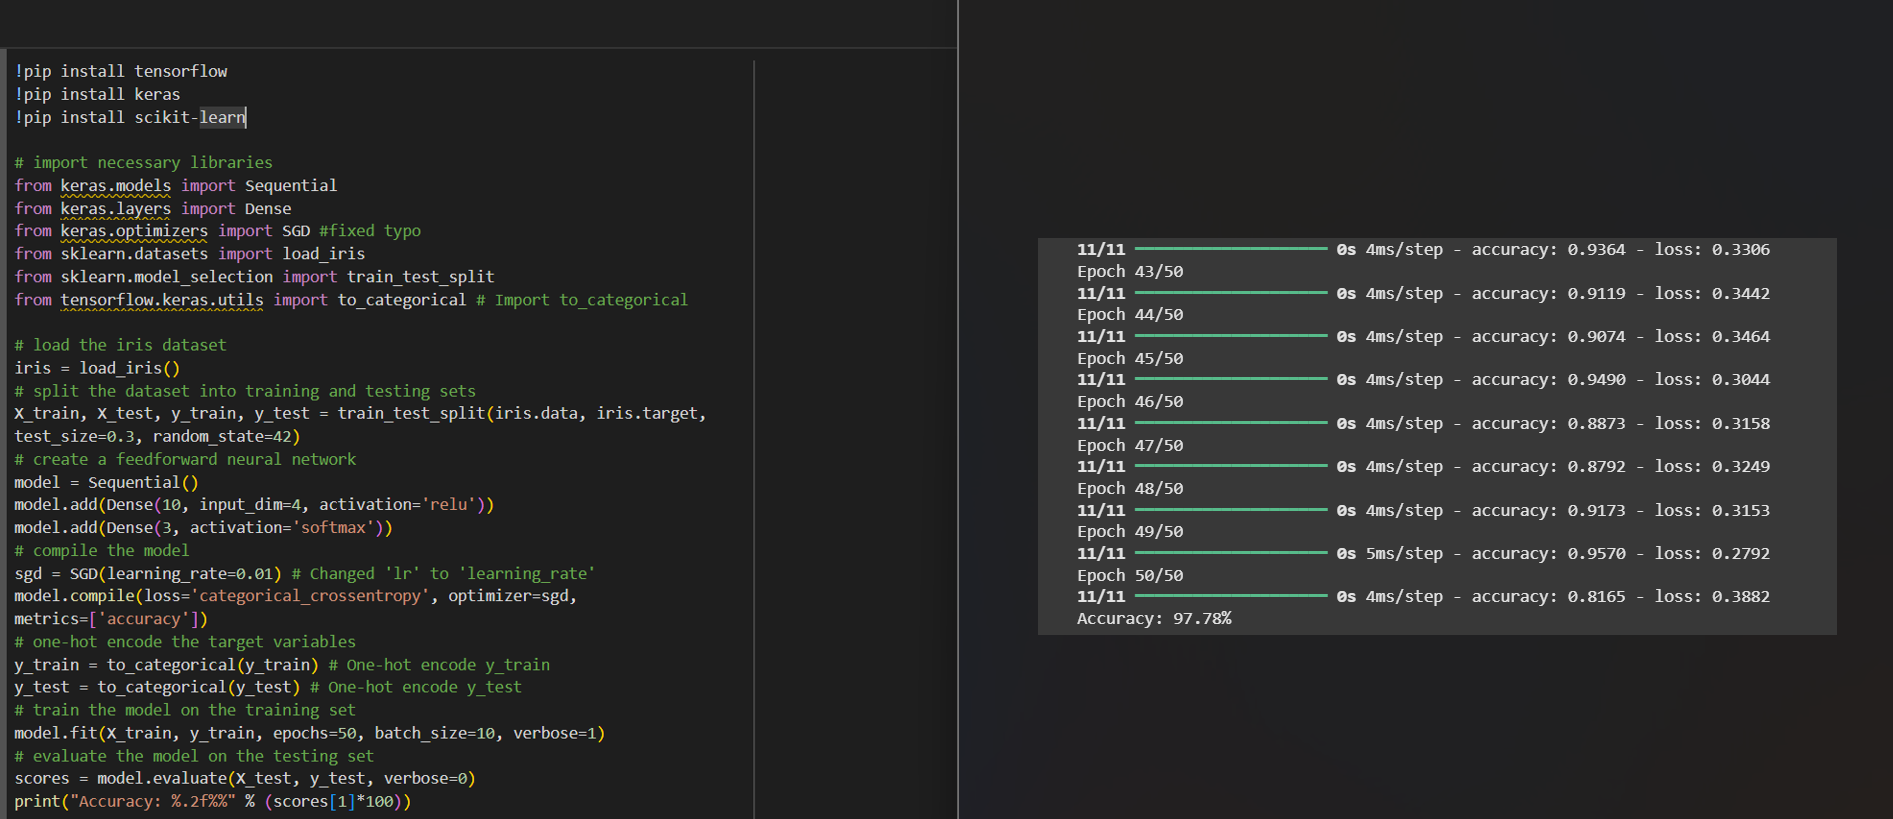 !pip install tensorflow
!pip install keras
!pip install scikit-learn
# import necessary libraries
from keras.models import Sequential
from keras.layers import Dense
from keras.optimizers import SGD #fixed typo
from sklearn.datasets import load_iris
from sklearn.model_selection import train_test_split
from tensorflow.keras.utils import to_categorical # Import to_categorical
# load the iris dataset
iris = load_iris()
# split the dataset into training and testing sets
X_train, X_test, y_train, y_test = train_test_split(iris.data, iris.target,
test_size=0.3, random_state=42)
# create a feedforward neural network
model = Sequential()
model.add(Dense(10, input_dim=4, activation='relu'))
model.add(Dense(3, activation='softmax'))
# compile the model
sgd = SGD(learning_rate=0.01) # Changed 'lr' to 'learning_rate'
model.compile(loss='categorical_crossentropy', optimizer=sgd,
metrics=['accuracy'])
# one-hot encode the target variables
y_train = to_categorical(y_train) # One-hot encode y_train
y_test = to_categorical(y_test) # One-hot encode y_test
# train the model on the training set
model.fit(X_train, y_train, epochs=50, batch_size=10, verbose=1)
# evaluate the model on the testing set
scores = model.evaluate(X_test, y_test, verbose=0)
print("Accuracy: %.2f%%" % (scores[1]*100))
11/11 0s 4ms/step - accuracy: 0.9364 - loss: 0.3306
Epoch 43/50
11/11 0s 4ms/step - accuracy: 0.9119 - loss: 0.3442
Epoch 44/50
11/11 0s 4ms/step - accuracy: 0.9074 - loss: 0.3464
Epoch 45/50
11/11 0s 4ms/step - accuracy: 0.9490 - loss: 0.3044
Epoch 46/50
11/11 0s 4ms/step - accuracy: 0.8873 - loss: 0.3158
Epoch 47/50
11/11 0s 4ms/step - accuracy: 0.8792 - loss: 0.3249
Epoch 48/50
11/11 0s 4ms/step - accuracy: 0.9173 - loss: 0.3153
Epoch 49/50
11/11 0s 5ms/step - accuracy: 0.9570 - loss: 0.2792
Epoch 50/50
11/11 0s 4ms/step - accuracy: 0.8165 - loss: 0.3882
Accuracy: 97.78%